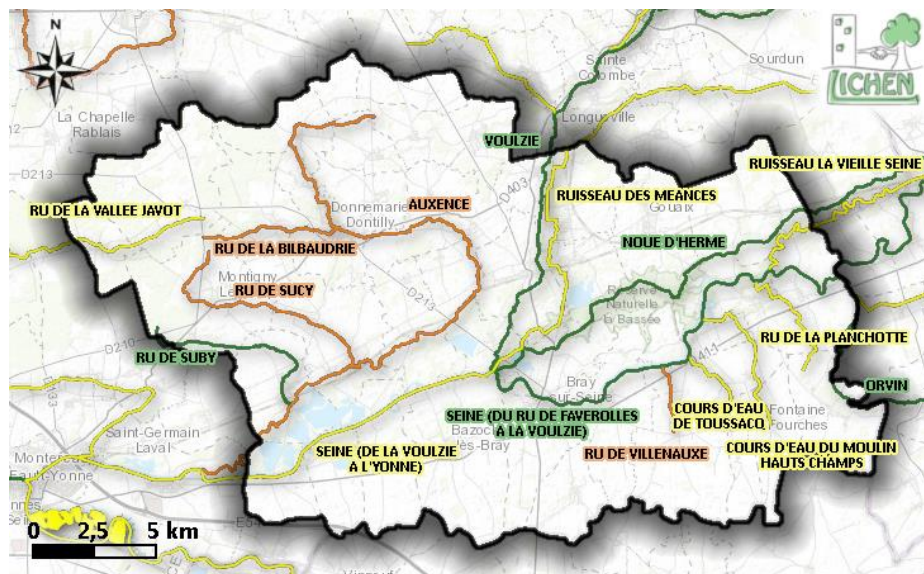 N
LICHEN
La Chapelle
Rablais
Sainte
Colombe
Sourdun
Longueville
D213
VOULZIE
RUISSEAU LA VIEILLE SEINE
RU DE LA VALLEE JAVOT
Donnemarie
Dontilly
AUXENCE
D403
RUISSEAU DES MEANCES
Gouaix
RU DE LA BILBAUDRIE
NOUE D'HERME
Montigny
RU DE SUCY
D213
Réserve
Naturelle
la Bassée
D210
RU DE SUBY
RU DE LA PLANCHOTTE
D411
ORVIN
Bray
sur-Seine
SEINE (DU RU DE FAVEROLLES
A LA VOULZIE)
COURS D'EAU
DE TOUSSACQ
Fontaine
Fourches
Saint-Germain
Laval
SEINE (DE LA VOULZIE
A L'YONNE)
lès-Bray
RU DE VILLENAUXE
COURS D'EAU DU MOULIN
HAUTS CHAMPS
Fault-Yonne
0 2,5 5 km